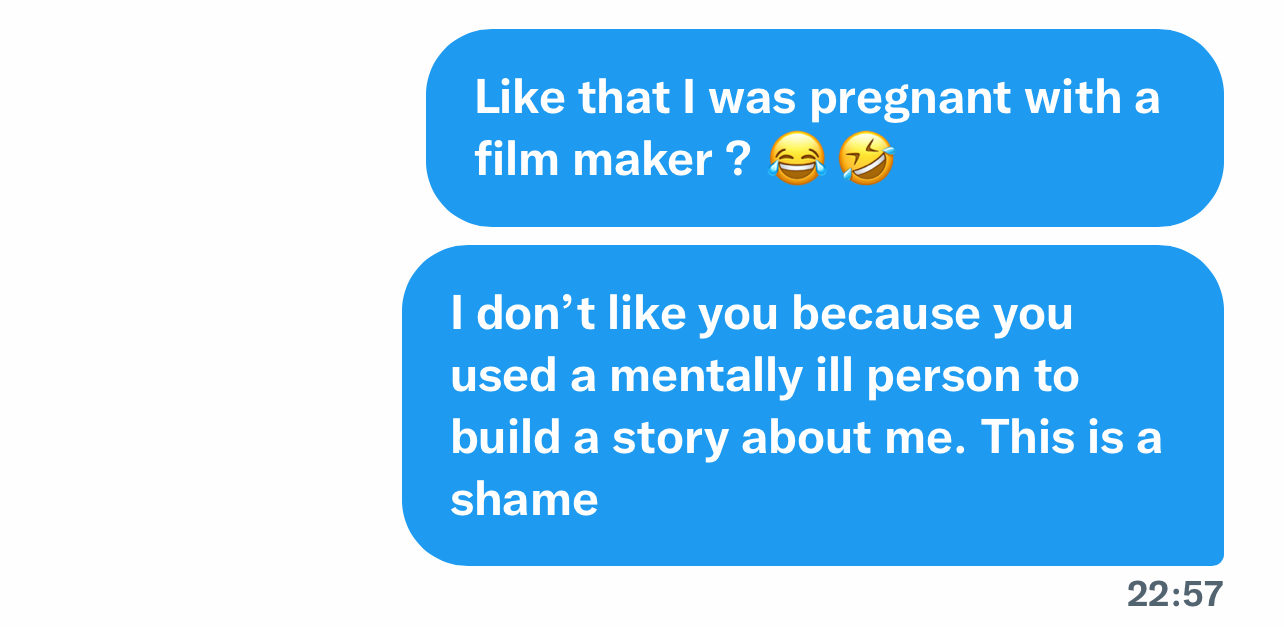 Like that I was pregnant with a
film maker ? 😂 🤣
I don’t like you because you
used a mentally ill person to
build a story about me. This is a
shame
22:57